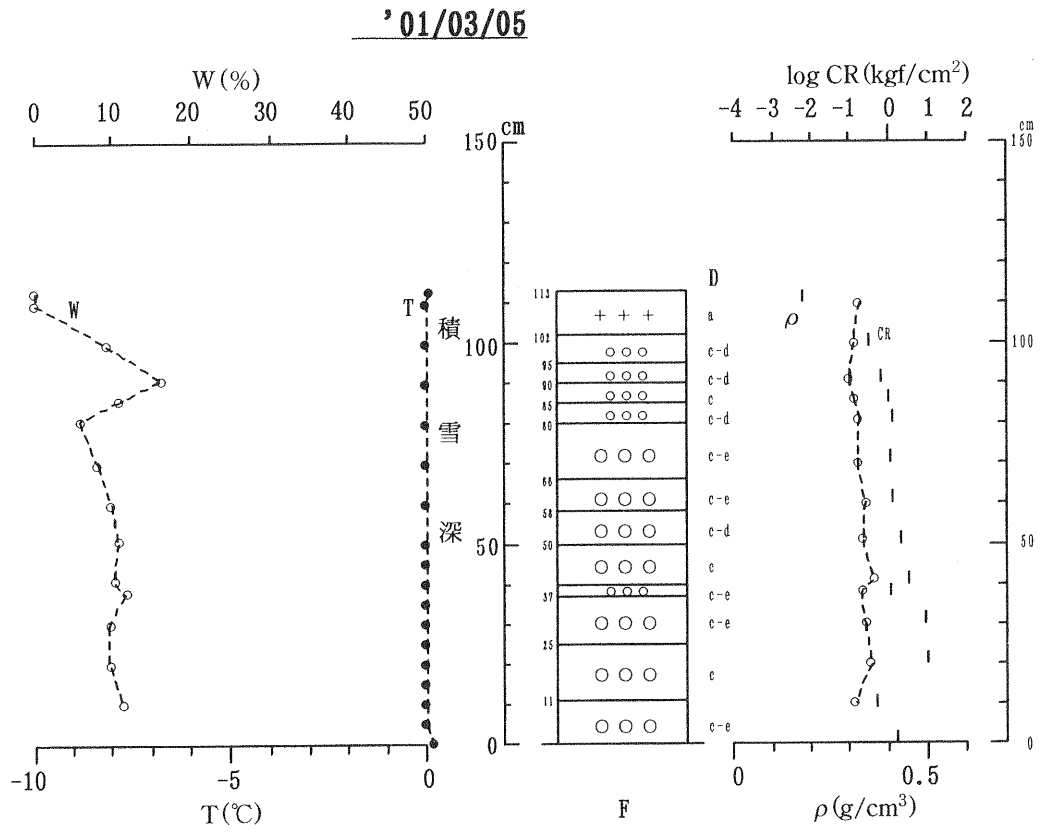 '01/03/05
W (%)
0 10 20 30 40 50
log CR (kgf/cm²)
-4 -3 -2 -1 0 1 2
150 cm
cm
150
D
W
T
積
113
+ + +
a
ρ
102
CR
100
100
c-d
95
c-d
90
c
85
c-d
80
雪
c-e
66
c-e
58
深
c-d
50
50
50
c
37
c-e
c-e
25
c
11
c-e
0
0
-10 -5 0
T (℃)
F
0 0.5
ρ (g/cm³)